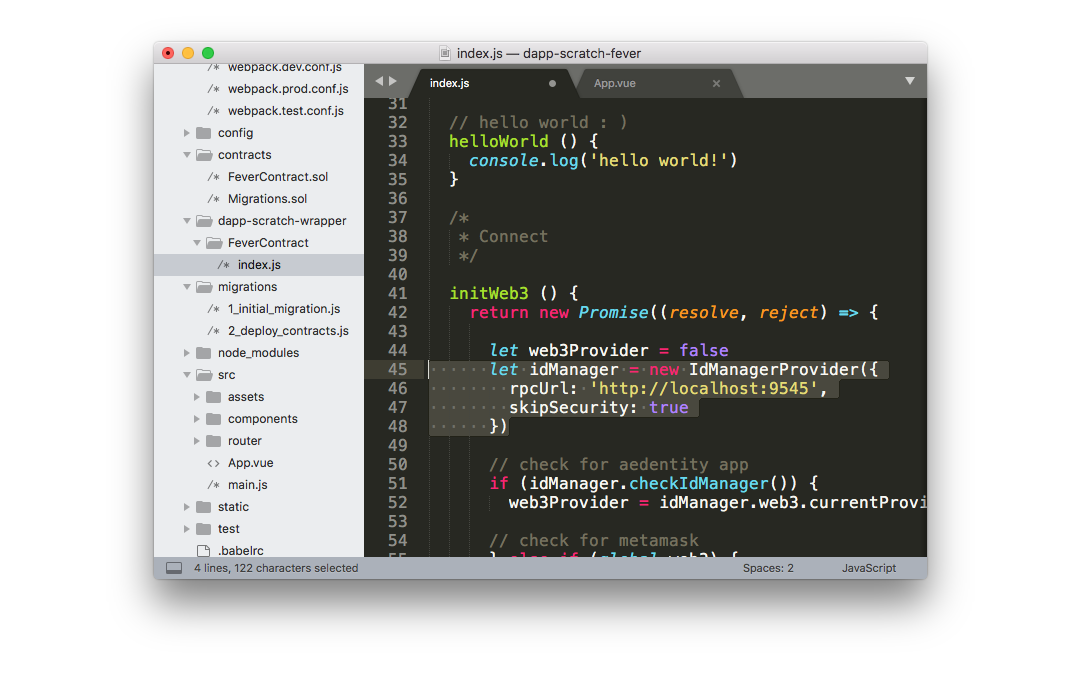 index.js — dapp-scratch-fever
/* webpack.dev.conf.js
/* webpack.prod.conf.js
/* webpack.test.conf.js
config
contracts
/* FeverContract.sol
/* Migrations.sol
dapp-scratch-wrapper
FeverContract
/* index.js
migrations
/* 1_initial_migration.js
/* 2_deploy_contracts.js
node_modules
src
assets
components
router
<> App.vue
/* main.js
static
test
.babelrc
index.js
App.vue
31
32 // hello world : )
33 helloWorld () {
34 console.log('hello world!')
35 }
36
37 /*
38 * Connect
39 */
40
41 initWeb3 () {
42 return new Promise((resolve, reject) => {
43
44 let web3Provider = false
45 let idManager = new IdManagerProvider({
46 rpcUrl: 'http://localhost:9545',
47 skipSecurity: true
48 })
49
50 // check for aedentity app
51 if (idManager.checkIdManager()) {
52 web3Provider = idManager.web3.currentProvi
53
54 // check for metamask
55 } else if (global.web3) {
4 lines, 122 characters selected
Spaces: 2
JavaScript